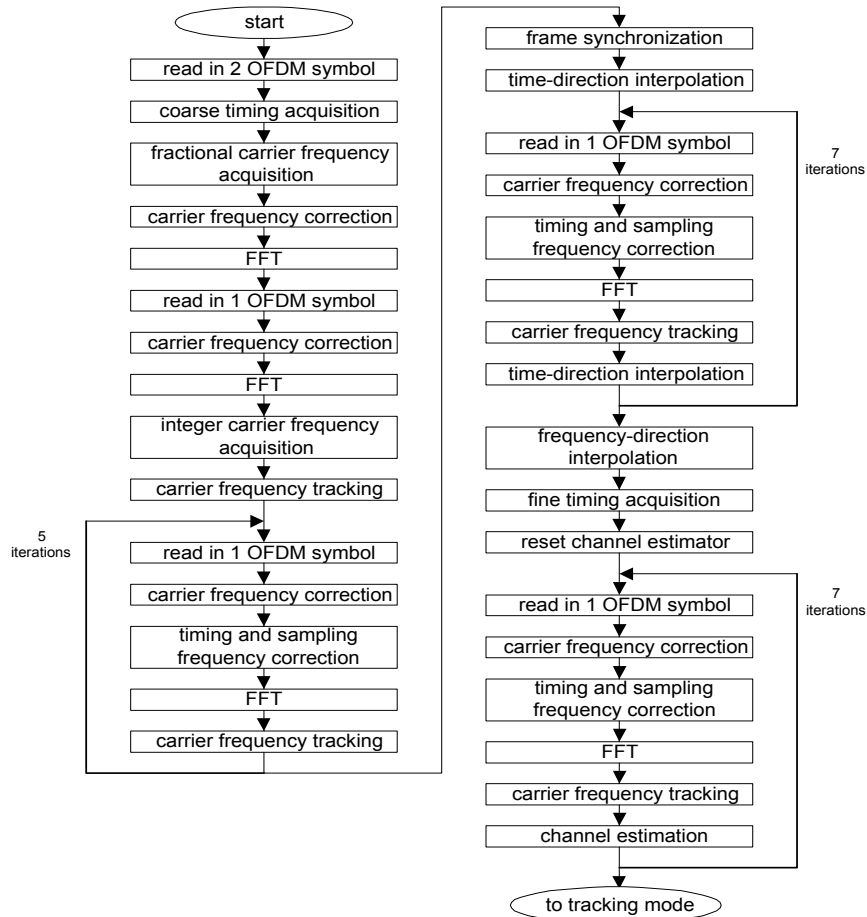 start
read in 2 OFDM symbol
coarse timing acquisition
fractional carrier frequency
acquisition
carrier frequency correction
FFT
read in 1 OFDM symbol
carrier frequency correction
FFT
integer carrier frequency
acquisition
carrier frequency tracking
5
iterations
read in 1 OFDM symbol
carrier frequency correction
timing and sampling
frequency correction
FFT
carrier frequency tracking
frame synchronization
time-direction interpolation
7
iterations
read in 1 OFDM symbol
carrier frequency correction
timing and sampling
frequency correction
FFT
carrier frequency tracking
time-direction interpolation
frequency-direction
interpolation
fine timing acquisition
reset channel estimator
7
iterations
read in 1 OFDM symbol
carrier frequency correction
timing and sampling
frequency correction
FFT
carrier frequency tracking
channel estimation
to tracking mode